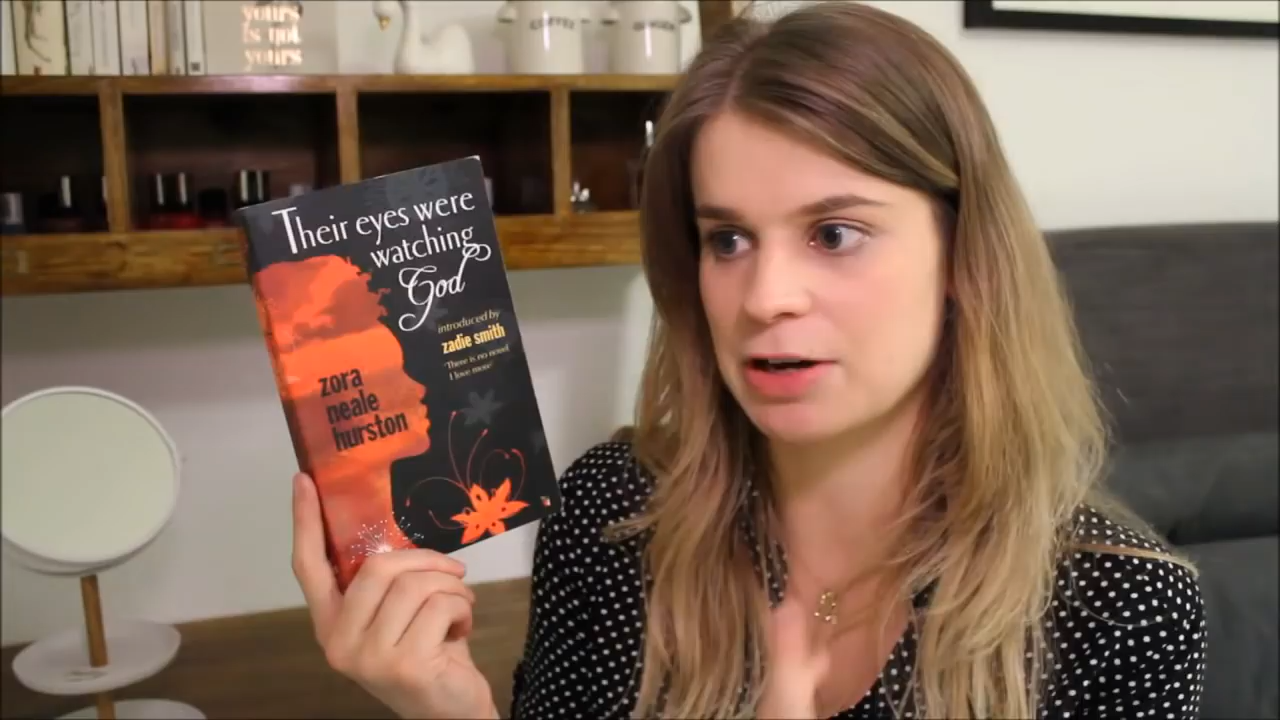 yours
is not
yours
COFFEE
Their eyes were
watching
God
introduced by
zadie smith
'There is no novel
I love more'
zora
neale
hurston